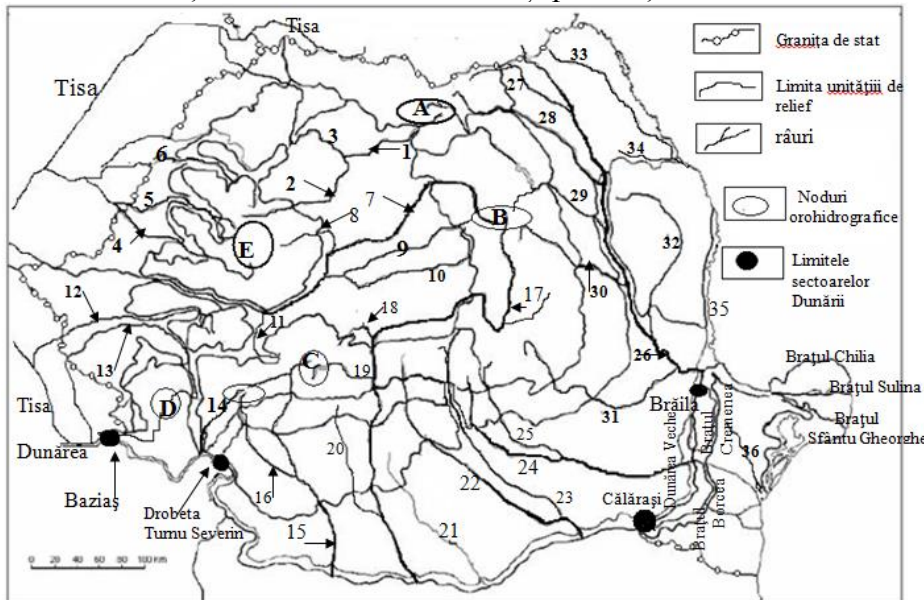 Tisa
Tisa
Granița de stat
Limita unității de
relief
râuri
Noduri
orohidrografice
Limitele
sectoarelor
Dunării
33
27
28
A
3
1
6
34
2
5
7
8
B
29
4
E
9
32
10
12
17
30
35
18
11
13
C
26
Brațul Chilia
19
D
14
Brațul Sulina
Tisa
31
Brăila
Brațul
Sfântu Gheorghe
Dunărea
20
25
36
Baziaș
24
Dunărea Veche
Brațul
Cremenea
Drobeta
Turnu Severin
16
22
23
Călărași
Brațul
Borcea
15
21
0 20 40 60 80 100 km